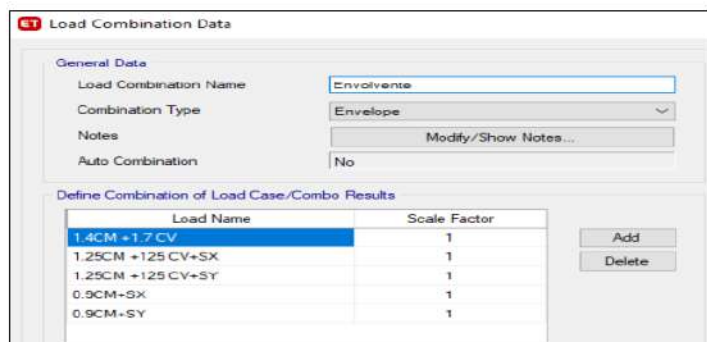 ET Load Combination Data
General Data
Load Combination Name Envolvente
Combination Type Envelope
Notes Modify/Show Notes...
Auto Combination No
Define Combination of Load Case/Combo Results
Load Name Scale Factor
1.4CM +1.7 CV 1 Add
1.25CM +125 CV+SX 1 Delete
1.25CM +125 CV+SY 1
0.9CM+SX 1
0.9CM+SY 1